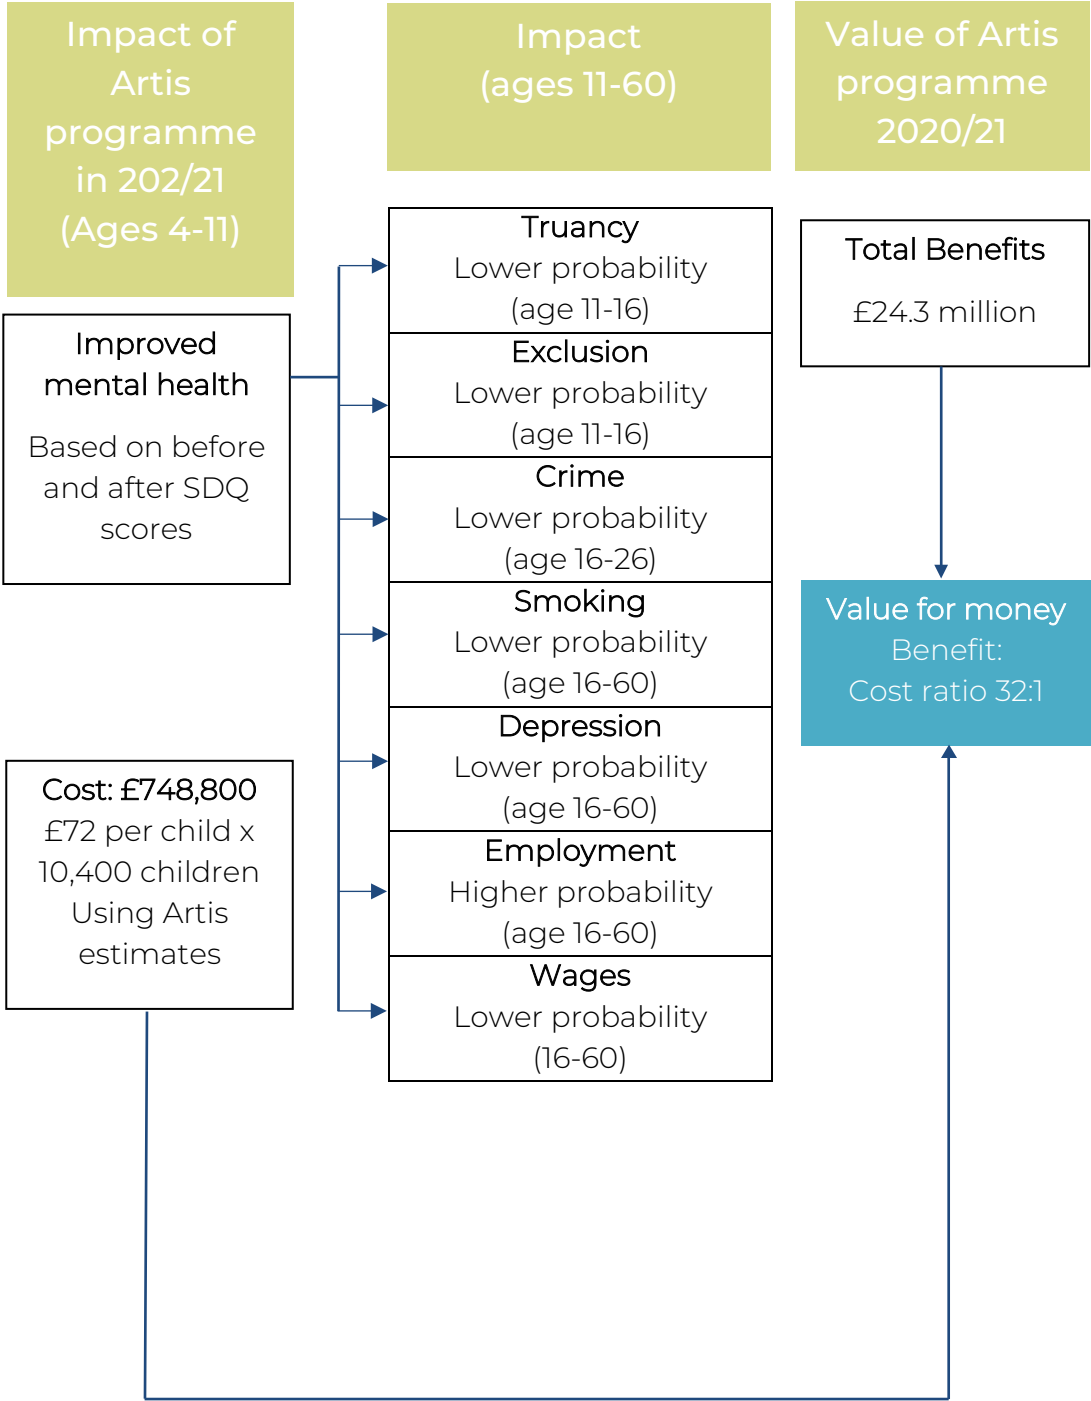 Impact of
Artis
programme
in 202/21
(Ages 4-11)
Improved
mental health
Based on before
and after SDQ
scores
Cost: £748,800
£72 per child x
10,400 children
Using Artis
estimates
Impact
(ages 11-60)
Truancy
Lower probability
(age 11-16)
Exclusion
Lower probability
(age 11-16)
Crime
Lower probability
(age 16-26)
Smoking
Lower probability
(age 16-60)
Depression
Lower probability
(age 16-60)
Employment
Higher probability
(age 16-60)
Wages
Lower probability
(16-60)
Value of Artis
programme
2020/21
Total Benefits
£24.3 million
Value for money
Benefit:
Cost ratio 32:1